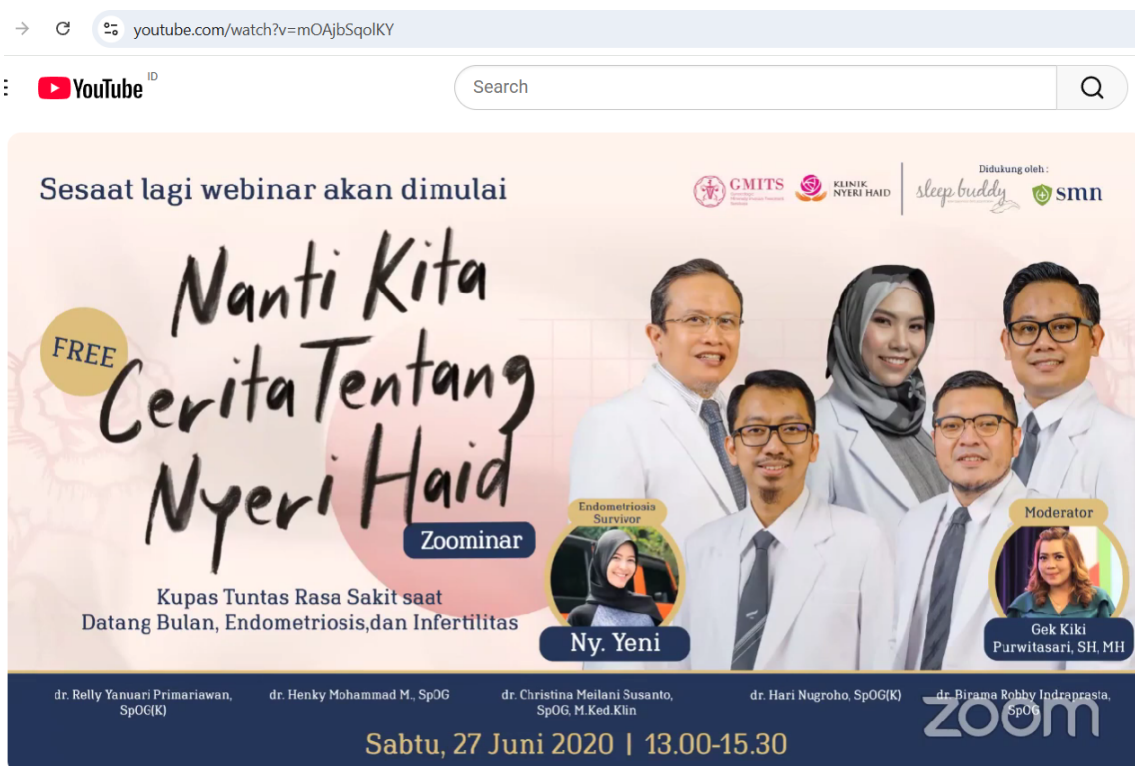 youtube.com/watch?v=mOAjbSqolKY
YouTube ID
Search
Sesaat lagi webinar akan dimulai
GMITS
KLINIK
NYERI HAID
Didukung oleh :
sleep buddy
smn
FREE
Nanti Kita
Cerita Tentang
Nyeri Haid
Zoominar
Kupas Tuntas Rasa Sakit saat
Datang Bulan, Endometriosis,dan Infertilitas
Endometriosis
Survivor
Ny. Yeni
Moderator
Gek Kiki
Purwitasari, SH, MH
dr. Relly Yanuari Primariawan,
SpOG(K)
dr. Henky Mohammad M., SpOG
dr. Christina Meilani Susanto,
SpOG, M.Ked.Klin
dr. Hari Nugroho, SpOG(K)
dr. Birama Robby Indraprasta,
SpOG
zoom
Sabtu, 27 Juni 2020 | 13.00-15.30